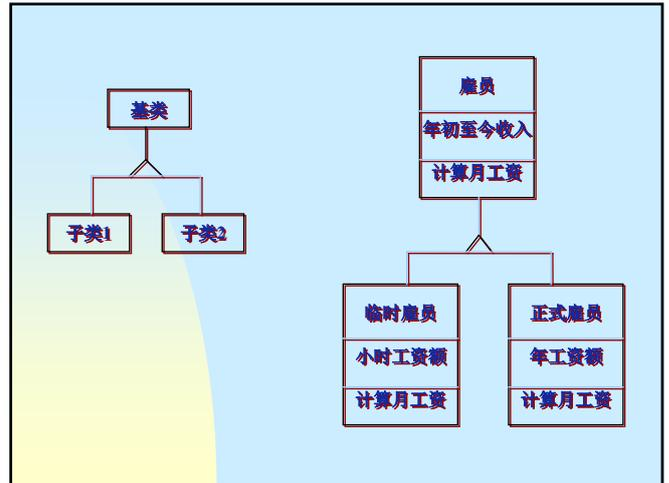 基类
子类1
子类2
雇员
年初至今收入
计算月工资
临时雇员
小时工资额
计算月工资
正式雇员
年工资额
计算月工资